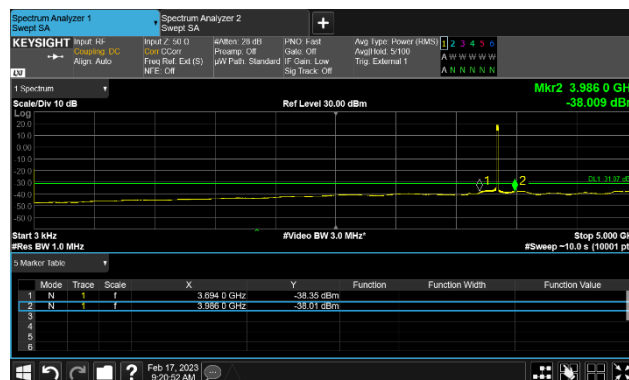 Spectrum Analyzer 1
Swept SA
Spectrum Analyzer 2
Swept SA
KEYSIGHT Input: RF
Coupling: DC
Align: Auto
LXI
Input Z: 50 Ω
Corr CCorr
Freq Ref: Ext (S)
NFE: Off
#Atten: 28 dB
Preamp: Off
µW Path: Standard
PNO: Fast
Gate: Off
IF Gain: Low
Sig Track: Off
Avg Type: Power (RMS)
Avg|Hold: 5/100
Trig: External 1
1 2 3 4 5 6
A W W W W W
A N N N N N
1 Spectrum
Scale/Div 10 dB
Ref Level 30.00 dBm
Mkr2 3.986 0 GH
-38.009 dB
Log
20.0
10.0
0.00
-10.0
-20.0
-30.0
-40.0
-50.0
-60.0
1
2
Start 3 kHz
#Res BW 1.0 MHz
#Video BW 3.0 MHz*
Stop 5.000 G
#Sweep ~10.0 s (10001 pt
5 Marker Table
Mode Trace Scale X Y Function Function Width Function Value
1 N 1 f 3.694 0 GHz -38.35 dBm
2 N 1 f 3.986 0 GHz -38.01 dBm
3
4
5
6
?
Feb 17, 2023
9:20:52 AM